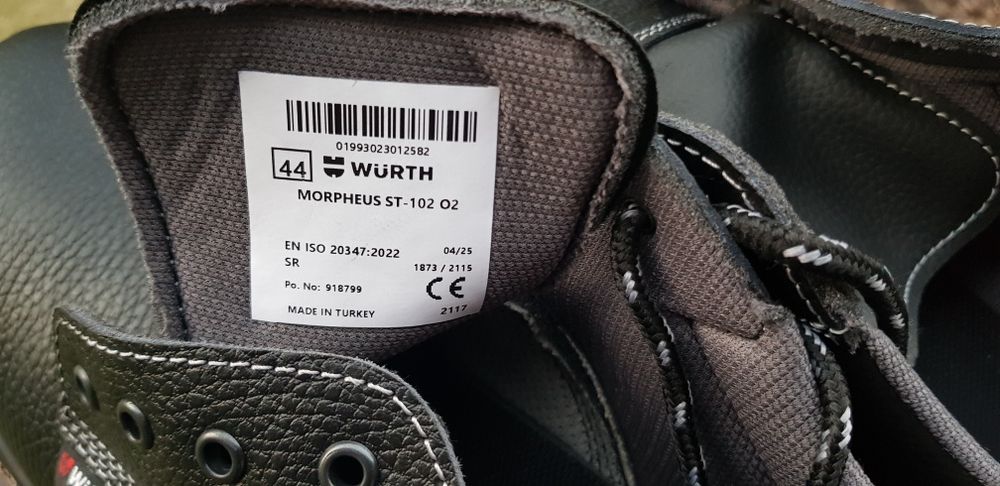 01993023012582
44 WÜRTH
MORPHEUS ST-102 O2
EN ISO 20347:2022 04/25
SR 1873 / 2115
Po. No: 918799 CE
MADE IN TURKEY 2117